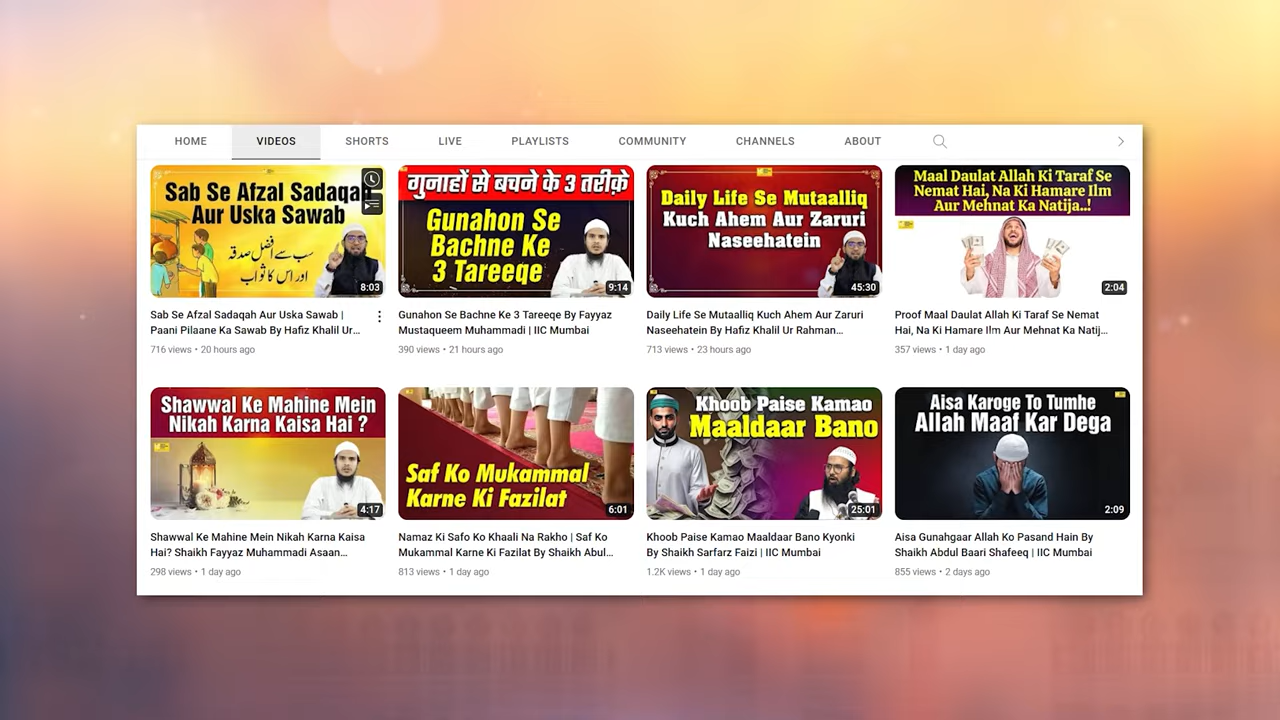 HOME VIDEOS SHORTS LIVE PLAYLISTS COMMUNITY CHANNELS ABOUT
Sab Se Afzal Sadaqah
Aur Uska Sawab
سب سے افضل صدقہ
اور اس کا ثواب
8:03
Sab Se Afzal Sadaqah Aur Uska Sawab |
Paani Pilaane Ka Sawab By Hafiz Khalil Ur...
716 views • 20 hours ago
गुनाहों से बचने के 3 तरीक़े
Gunahon Se
Bachne Ke
3 Tareeqe
9:14
Gunahon Se Bachne Ke 3 Tareeqe By Fayyaz
Mustaqueem Muhammadi | IIC Mumbai
390 views • 21 hours ago
Daily Life Se Mutaalliq
Kuch Ahem Aur Zaruri
Naseehatein
45:30
Daily Life Se Mutaalliq Kuch Ahem Aur Zaruri
Naseehatein By Hafiz Khalil Ur Rahman...
713 views • 23 hours ago
Maal Daulat Allah Ki Taraf Se
Nemat Hai, Na Ki Hamare Ilm
Aur Mehnat Ka Natija..!
2:04
Proof Maal Daulat Allah Ki Taraf Se Nemat
Hai, Na Ki Hamare Ilm Aur Mehnat Ka Natij...
357 views • 1 day ago
Shawwal Ke Mahine Mein
Nikah Karna Kaisa Hai ?
4:17
Shawwal Ke Mahine Mein Nikah Karna Kaisa
Hai? Shaikh Fayyaz Muhammadi Asaan...
298 views • 1 day ago
Saf Ko Mukammal
Karne Ki Fazilat
6:01
Namaz Ki Safo Ko Khaali Na Rakho | Saf Ko
Mukammal Karne Ki Fazilat By Shaikh Abul...
813 views • 1 day ago
Khoob Paise Kamao
Maaldaar Bano
25:01
Khoob Paise Kamao Maaldaar Bano Kyonki
By Shaikh Sarfarz Faizi | IIC Mumbai
1.2K views • 1 day ago
Aisa Karoge To Tumhe
Allah Maaf Kar Dega
2:09
Aisa Gunahgaar Allah Ko Pasand Hain By
Shaikh Abdul Baari Shafeeq | IIC Mumbai
855 views • 2 days ago